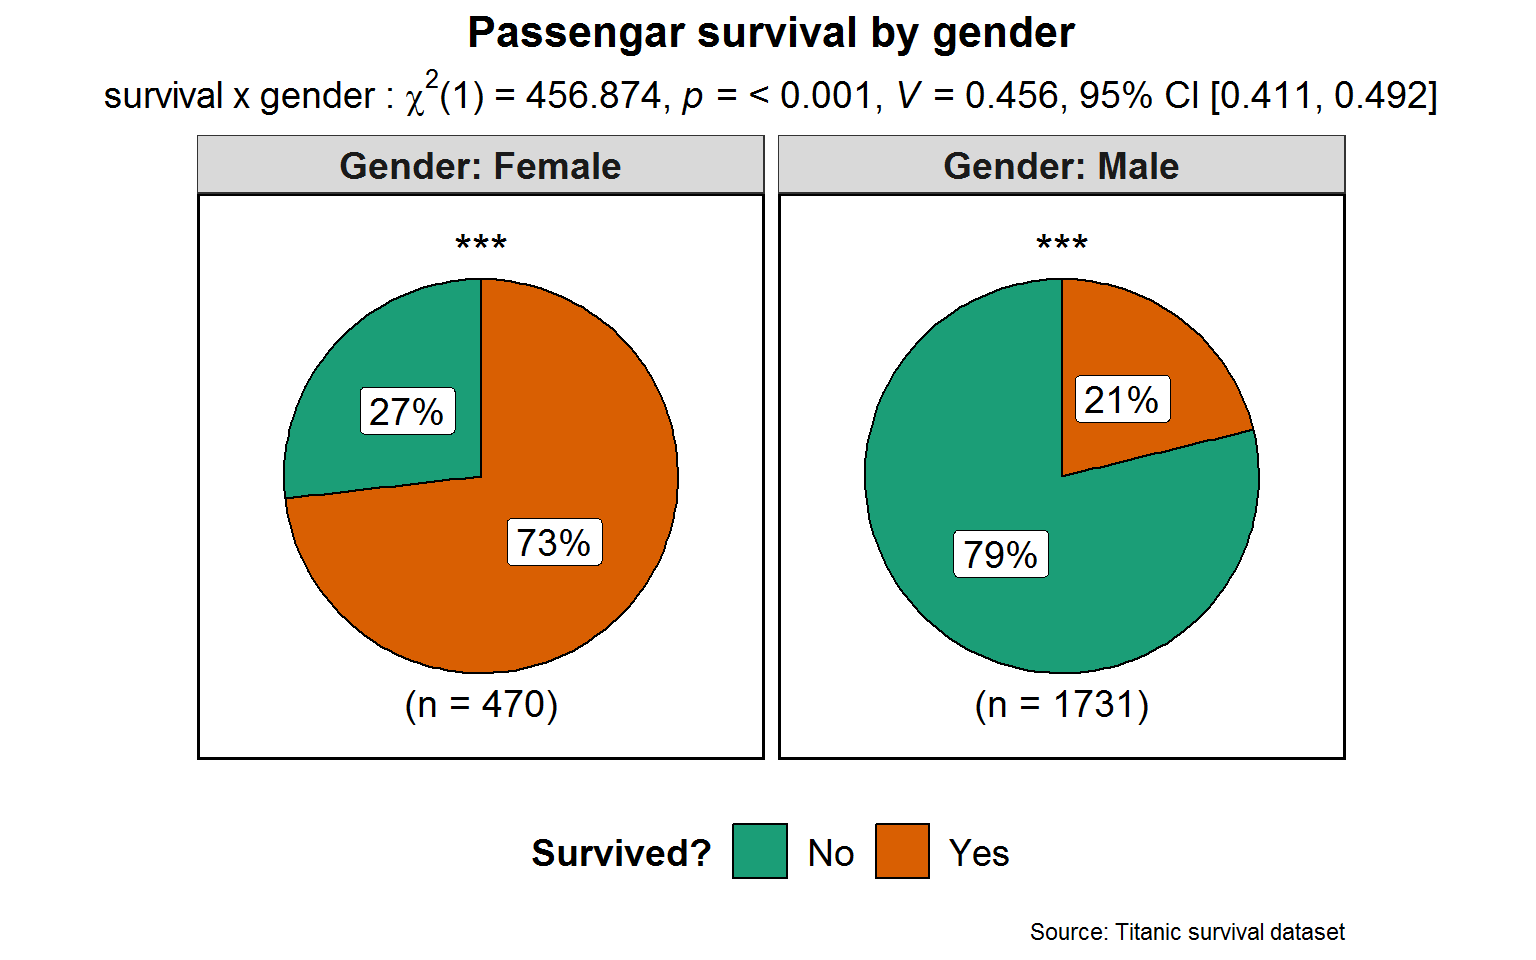 Passengar survival by gender
survival x gender : χ²(1) = 456.874, p = < 0.001, V = 0.456, 95% CI [0.411, 0.492]
Gender: Female
Gender: Male
***
***
27%
73%
21%
79%
(n = 470)
(n = 1731)
Survived? No Yes
Source: Titanic survival dataset